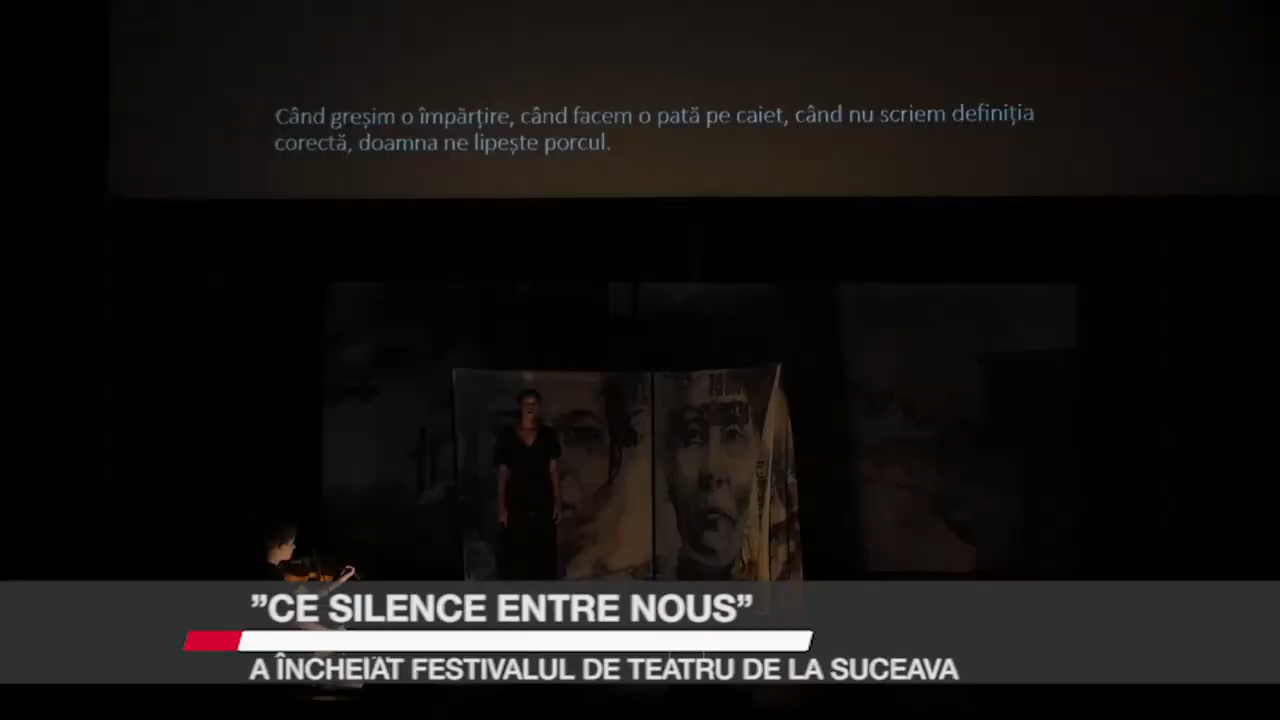 Când greșim o împărțire, când facem o pată pe caiet, când nu scriem definiția
corectă, doamna ne lipește porcul.
”CE SILENCE ENTRE NOUS”
A ÎNCHEIAT FESTIVALUL DE TEATRU DE LA SUCEAVA